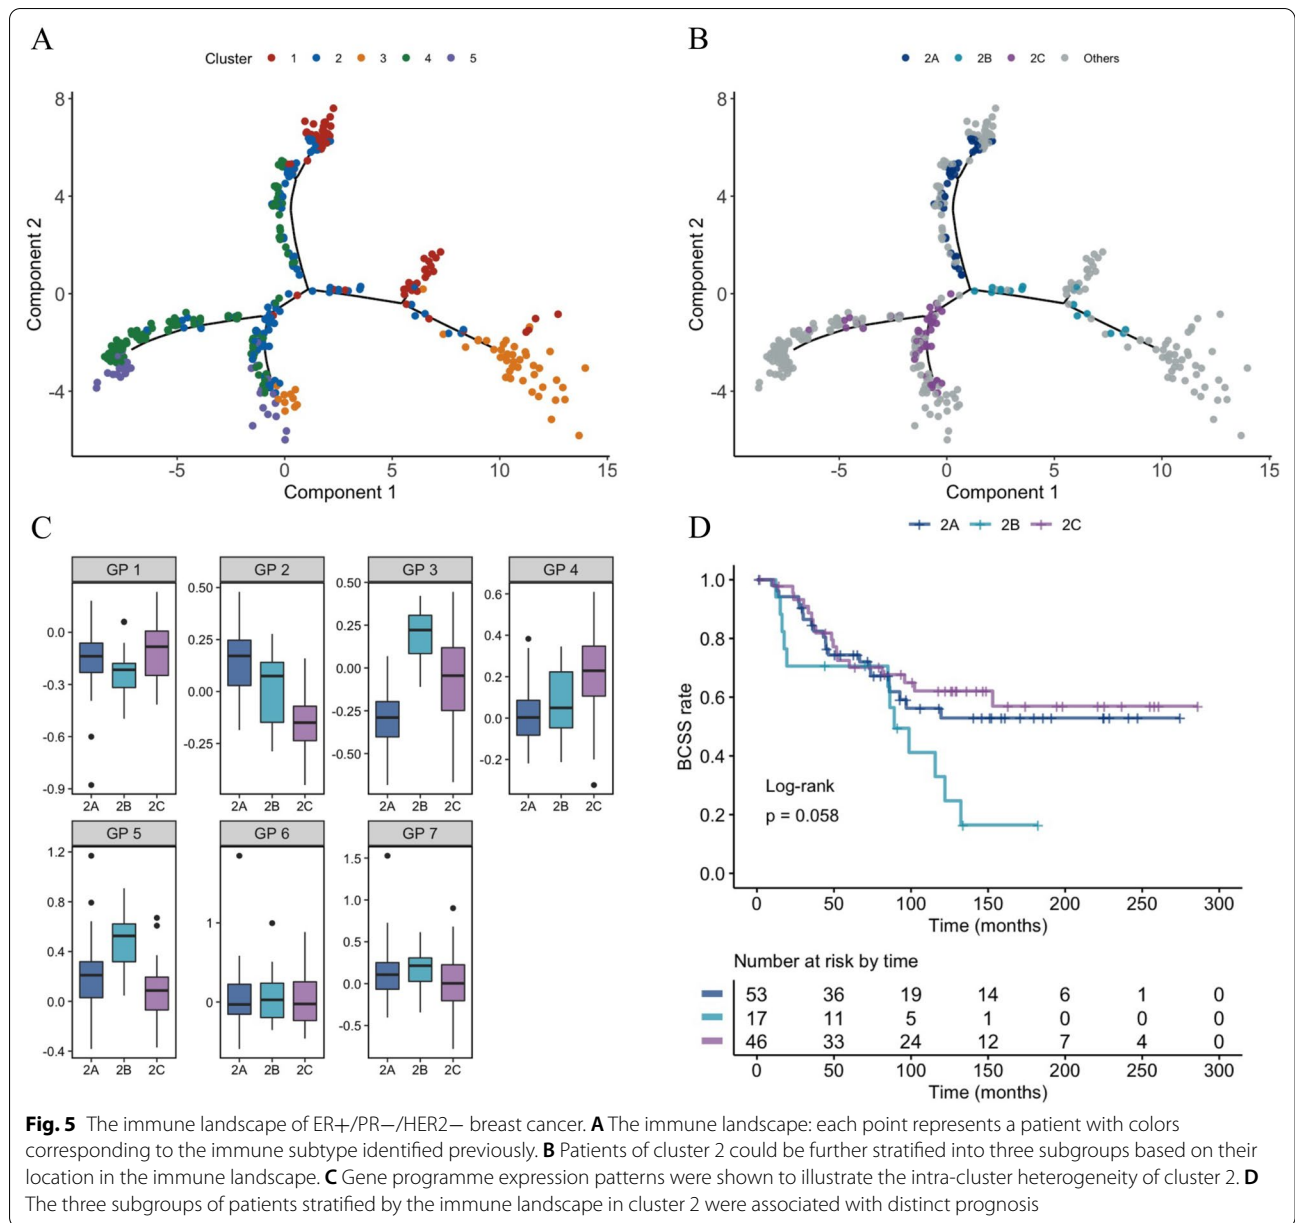 A
Cluster 1 2 3 4 5
8
4
0
-4
Component 2
-5 0 5 10 15
Component 1
B
2A 2B 2C Others
8
4
0
-4
Component 2
-5 0 5 10 15
Component 1
C
GP 1
0.0
-0.3
-0.6
-0.9
2A 2B 2C
GP 2
0.50
0.25
0.00
-0.25
2A 2B 2C
GP 3
0.50
0.25
0.00
-0.25
-0.50
2A 2B 2C
GP 4
0.6
0.4
0.2
0.0
-0.2
2A 2B 2C
GP 5
1.2
0.8
0.4
0.0
-0.4
2A 2B 2C
GP 6
1
0
2A 2B 2C
GP 7
1.5
1.0
0.5
0.0
-0.5
2A 2B 2C
D
2A 2B 2C
1.0
0.8
0.6
0.4
0.2
0.0
BCSS rate
Log-rank
p = 0.058
0 50 100 150 200 250 300
Time (months)
Number at risk by time
53 36 19 14 6 1 0
17 11 5 1 0 0 0
46 33 24 12 7 4 0
0 50 100 150 200 250 300
Time (months)
Fig. 5 The immune landscape of ER+/PR−/HER2− breast cancer. A The immune landscape: each point represents a patient with colors
corresponding to the immune subtype identified previously. B Patients of cluster 2 could be further stratified into three subgroups based on their
location in the immune landscape. C Gene programme expression patterns were shown to illustrate the intra-cluster heterogeneity of cluster 2. D
The three subgroups of patients stratified by the immune landscape in cluster 2 were associated with distinct prognosis